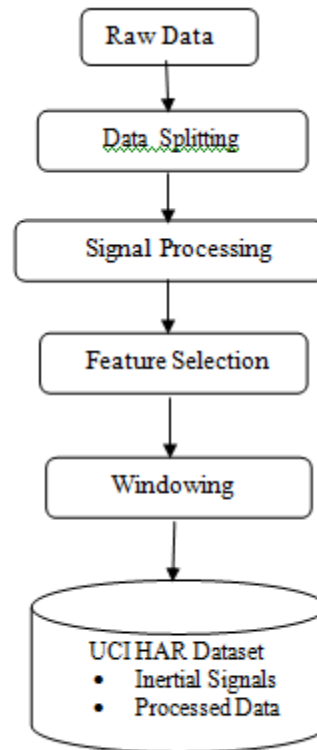 Raw Data
Data Splitting
Signal Processing
Feature Selection
Windowing
UCI HAR Dataset
• Inertial Signals
• Processed Data